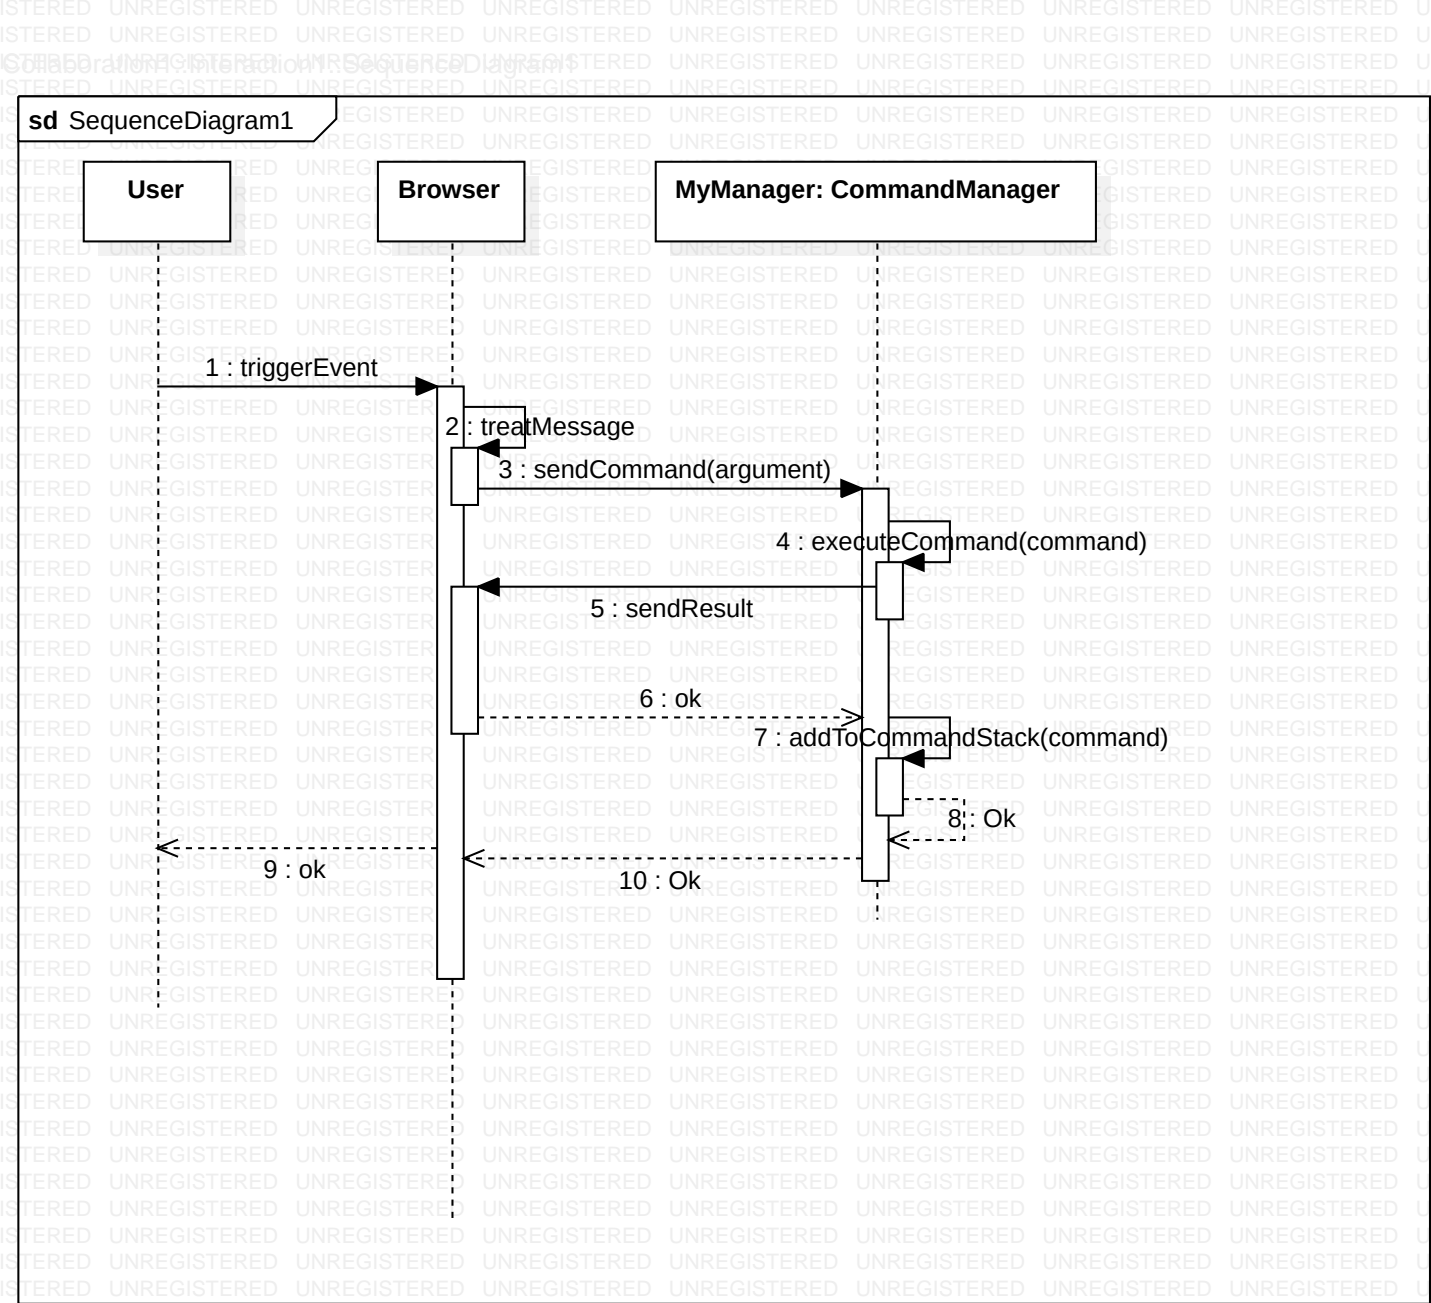 Collaboration1::Interaction1::SequenceDiagram1
sd SequenceDiagram1
User
Browser
MyManager: CommandManager
1 : triggerEvent
2 : treatMessage
3 : sendCommand(argument)
4 : executeCommand(command)
5 : sendResult
6 : ok
7 : addToCommandStack(command)
8 : Ok
9 : ok
10 : Ok
UNREGISTERED